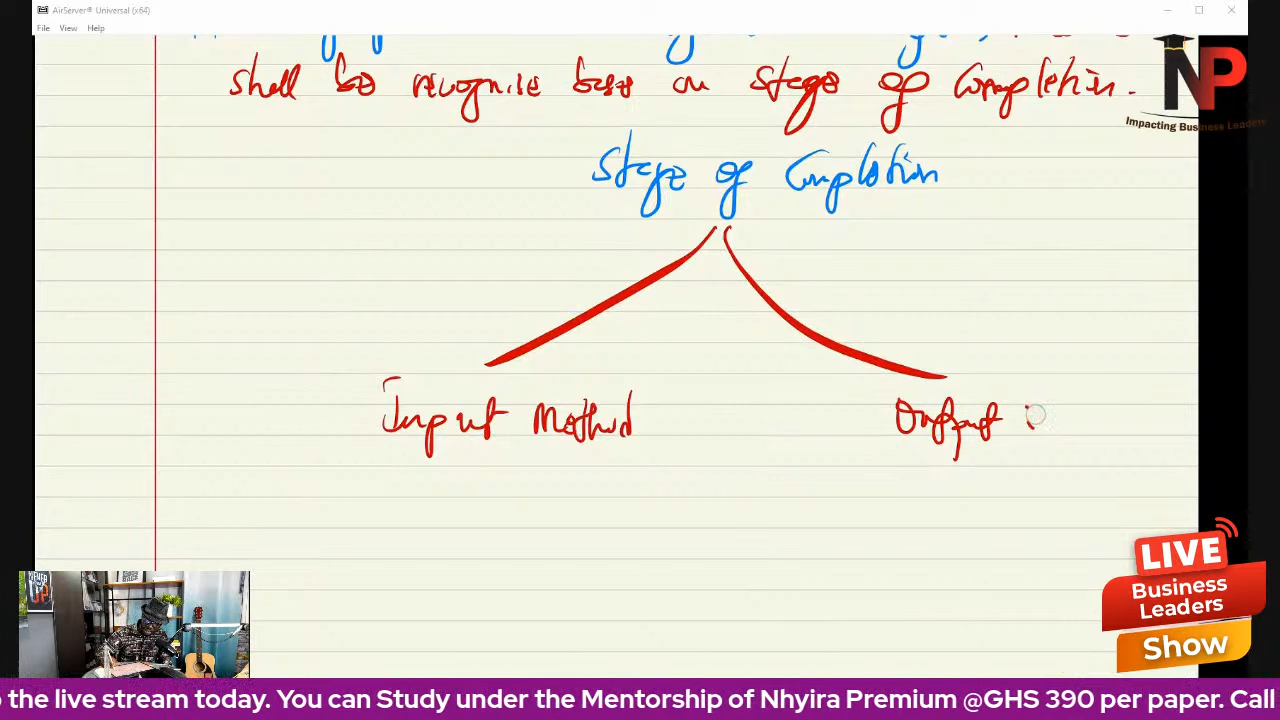 AirServer® Universal (x64)
File View Help
shall be recognise base on stage of Completion.
NP
Impacting Business Leaders
Stage of Completion
Input Method
Output
LIVE
Business
Leaders
Show
the live stream today. You can Study under the Mentorship of Nhyira Premium @GHS 390 per paper. Call